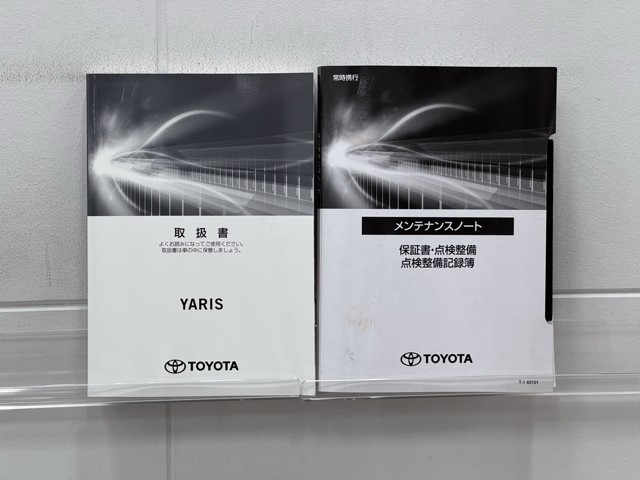 取扱書
よくお読みになってご使用ください。
取扱書は車の中に保管しましょう。
YARIS
TOYOTA
常時携行
メンテナンスノート
保証書・点検整備
点検整備記録簿
TOYOTA
T-1 62101